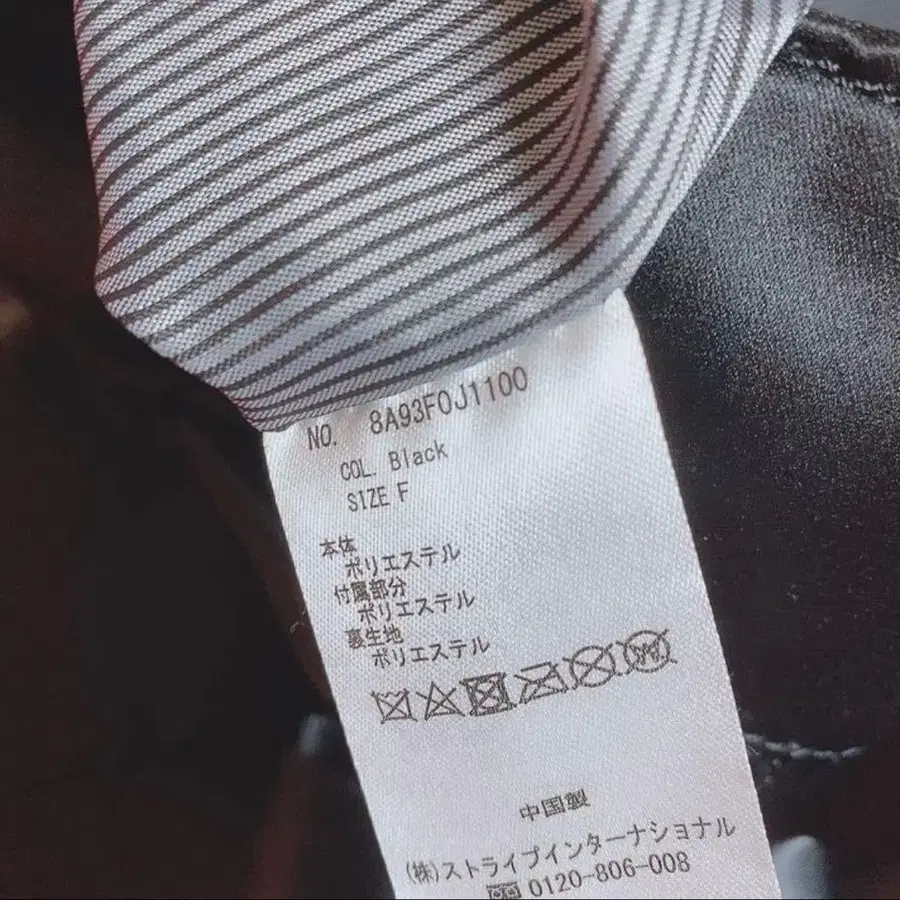 NO. 8A93F0J1100
COL. Black
SIZE F
本体
ポリエステル
付属部分
ポリエステル
裏生地
ポリエステル
中国製
(株)ストライプインターナショナル
0120-806-008